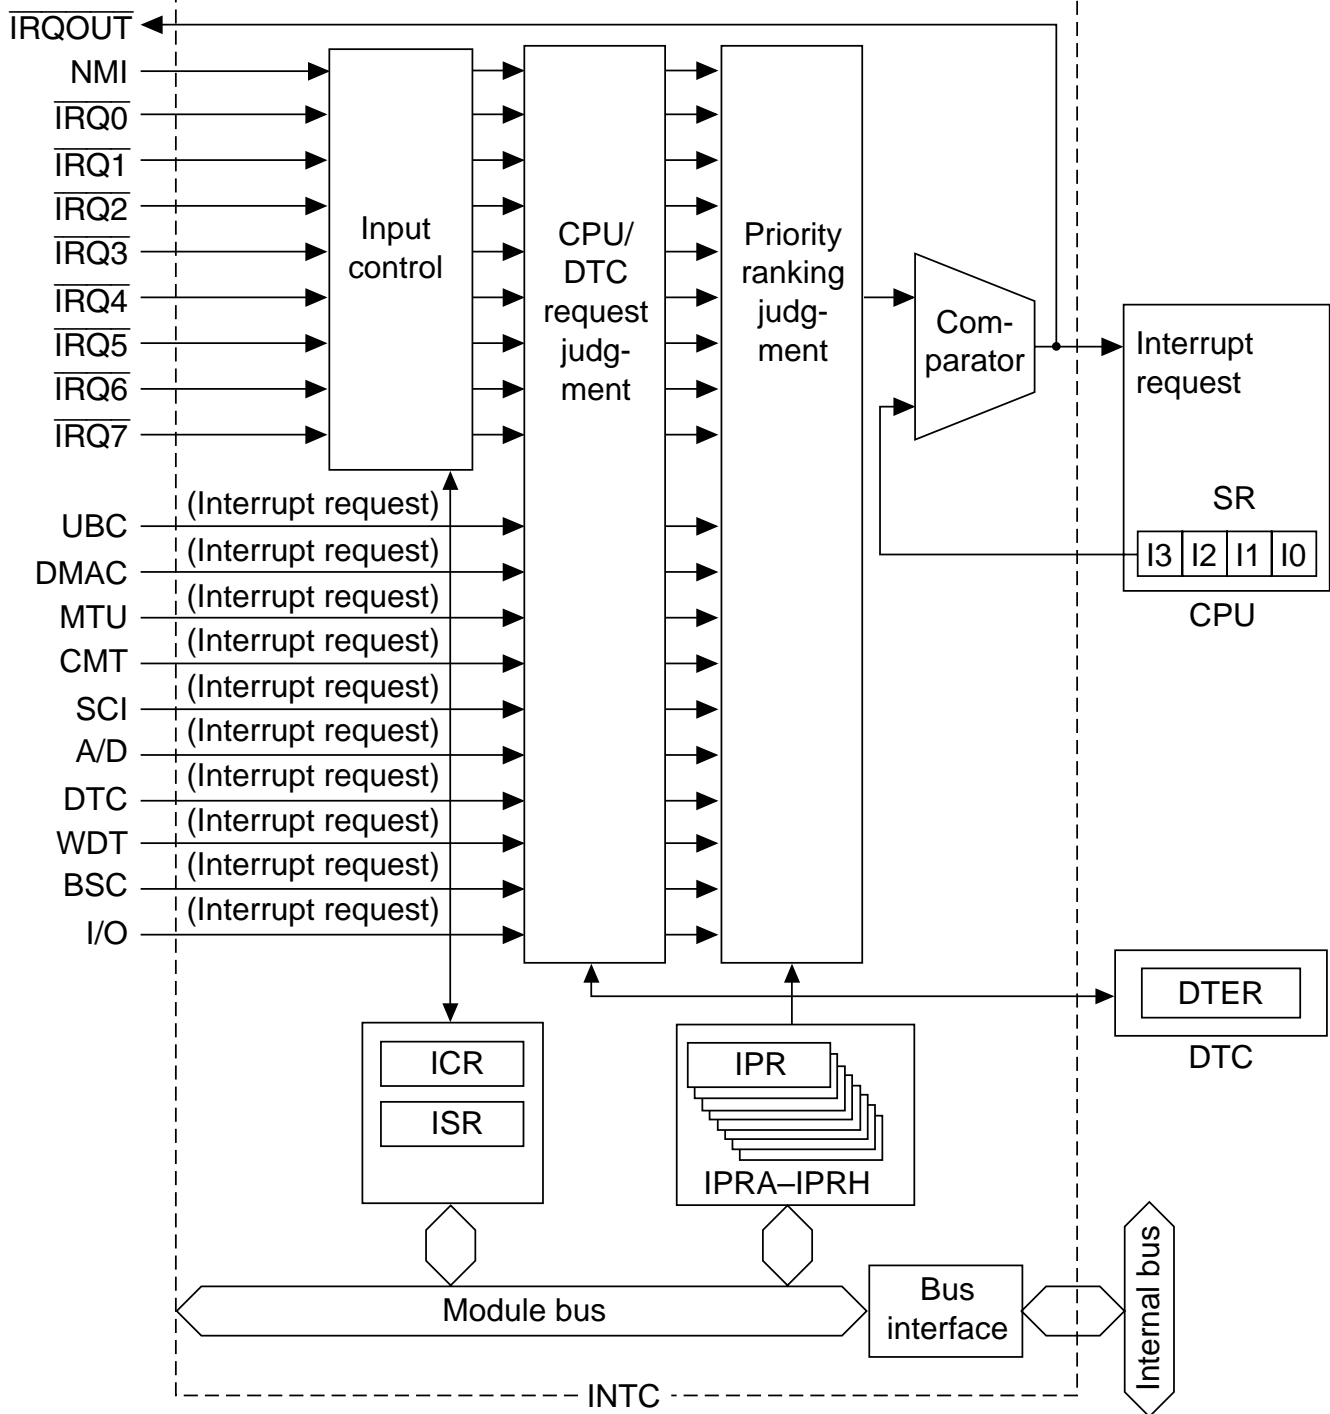 IRQOUT
NMI
IRQ0
IRQ1
IRQ2
IRQ3
IRQ4
IRQ5
IRQ6
IRQ7
Input
control
CPU/
DTC
request
judg-
ment
Priority
ranking
judg-
ment
Com-
parator
Interrupt
request
SR
I3 I2 I1 I0
CPU
UBC
(Interrupt request)
DMAC
(Interrupt request)
MTU
(Interrupt request)
CMT
(Interrupt request)
SCI
(Interrupt request)
A/D
(Interrupt request)
DTC
(Interrupt request)
WDT
(Interrupt request)
BSC
(Interrupt request)
I/O
(Interrupt request)
DTER
DTC
ICR
ISR
IPR
IPRA–IPRH
Module bus
Bus
interface
Internal bus
INTC